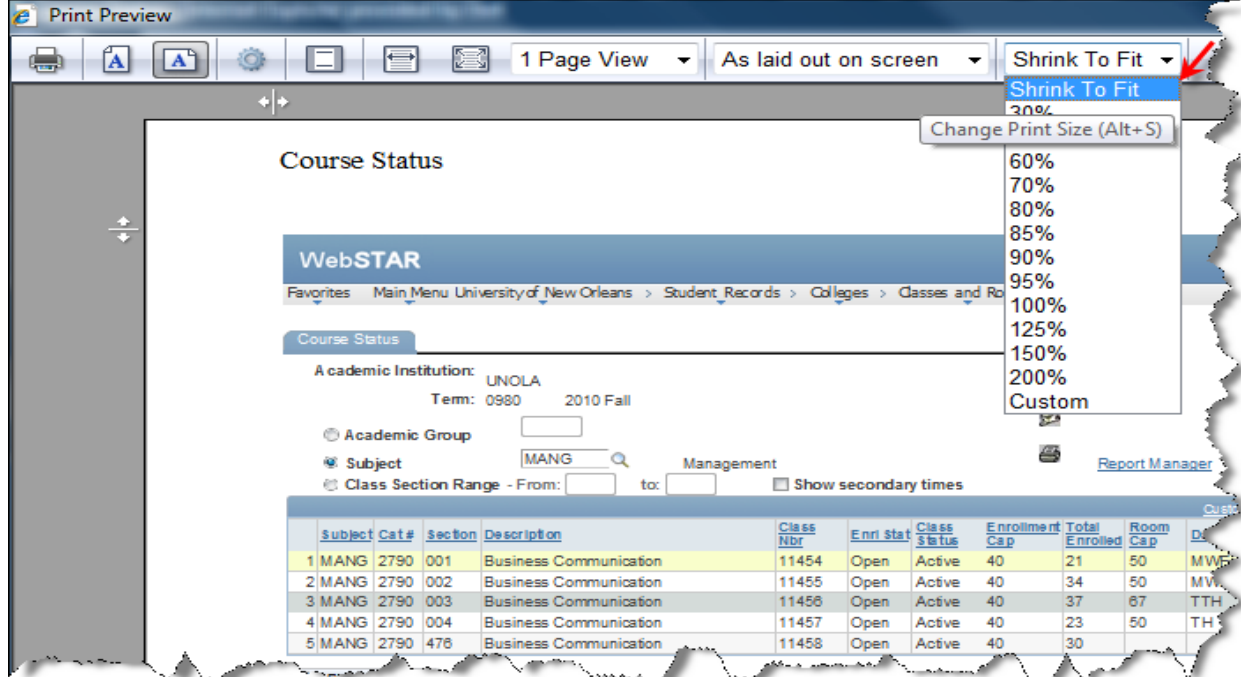 Print Preview
A A 1 Page View As laid out on screen Shrink To Fit
Shrink To Fit
30%
Change Print Size (Alt+S)
60%
70%
80%
85%
90%
95%
100%
125%
150%
200%
Custom
Course Status
WebSTAR
Favorites Main Menu University of New Orleans > Student Records > Colleges > Classes and
Course Status
Academic Institution: UNOLA
Term: 0980 2010 Fall
Academic Group
Subject MANG Management
Report Manager
Class Section Range - From: to: Show secondary times
Subject Cat# Section Description Class Nbr Enrl Stat Class Status Enrollment Cap Total Enrolled Room Cap
1 MANG 2790 001 Business Communication 11454 Open Active 40 21 50 MWF
2 MANG 2790 002 Business Communication 11455 Open Active 40 34 50 MW
3 MANG 2790 003 Business Communication 11456 Open Active 40 37 67 TTH
4 MANG 2790 004 Business Communication 11457 Open Active 40 23 50 TH
5 MANG 2790 476 Business Communication 11458 Open Active 40 30